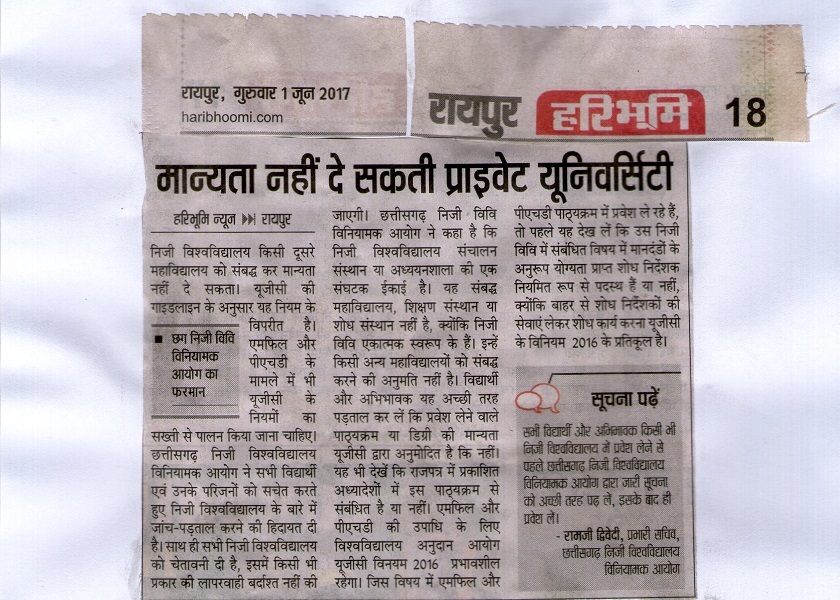 रायपुर, गुरुवार 1 जून 2017
haribhoomi.com
रायपुर हरिभूमि 18
मान्यता नहीं दे सकती प्राइवेट यूनिवर्सिटी
हरिभूमि न्यूज रायपुर
निजी विश्वविद्यालय किसी दूसरे
महाविद्यालय को संबद्ध कर मान्यता
नहीं दे सकता। यूजीसी की
गाइडलाइन के अनुसार यह नियम के
विपरीत है।
एमफिल और
पीएचडी के
मामले में भी
यूजीसी के
नियमों का
■ छग निजी विवि
विनियामक
आयोग का
फरमान
सख्ती से पालन किया जाना चाहिए।
छत्तीसगढ़ निजी विश्वविद्यालय
विनियामक आयोग ने सभी विद्यार्थी
एवं उनके परिजनों को सचेत करते
हुए निजी विश्वविद्यालय के बारे में
जांच-पड़ताल करने की हिदायत दी
है। साथ ही सभी निजी विश्वविद्यालय
को चेतावनी दी है, इसमें किसी भी
प्रकार की लापरवाही बर्दाश्त नहीं की
जाएगी। छत्तीसगढ़ निजी विवि
विनियामक आयोग ने कहा है कि
निजी विश्वविद्यालय संचालन
संस्थान या अध्ययनशाला की एक
संघटक ईकाई है। यह संबद्ध
महाविद्यालय, शिक्षण संस्थान या
शोध संस्थान नहीं है, क्योंकि निजी
विवि एकात्मक स्वरूप के हैं। इन्हें
किसी अन्य महाविद्यालयों को संबद्ध
करने की अनुमति नहीं है। विद्यार्थी
और अभिभावक यह अच्छी तरह
पड़ताल कर लें कि प्रवेश लेने वाले
पाठ्यक्रम या डिग्री की मान्यता
यूजीसी द्वारा अनुमोदित है कि नहीं।
यह भी देखें कि राजपत्र में प्रकाशित
अध्यादेशों में इस पाठ्यक्रम से
संबंधित है या नहीं। एमफिल और
पीएचडी की उपाधि के लिए
विश्वविद्यालय अनुदान आयोग
यूजीसी विनयम 2016 प्रभावशील
रहेगा। जिस विषय में एमफिल और
पीएचडी पाठ्यक्रम में प्रवेश ले रहे हैं,
तो पहले यह देख लें कि उस निजी
विवि में संबंधित विषय में मानदंडों के
अनुरूप योग्यता प्राप्त शोध निर्देशक
नियमित रूप से पदस्थ हैं या नहीं,
क्योंकि बाहर से शोध निर्देशकों की
सेवाएं लेकर शोध कार्य करना यूजीसी
के विनियम 2016 के प्रतिकूल है।
सूचना पढ़ें
सभी विद्यार्थी और अभिभावक किसी भी
निजी विश्वविद्यालय में प्रवेश लेने से
पहले छत्तीसगढ़ निजी विश्वविद्यालय
विनियामक आयोग द्वारा जारी सूचना
को अच्छी तरह पढ़ लें, इसके बाद ही
प्रवेश लें।
- रामजी द्विवेदी, प्रभारी सचिव,
छत्तीसगढ़ निजी विश्वविद्यालय
विनियामक आयोग